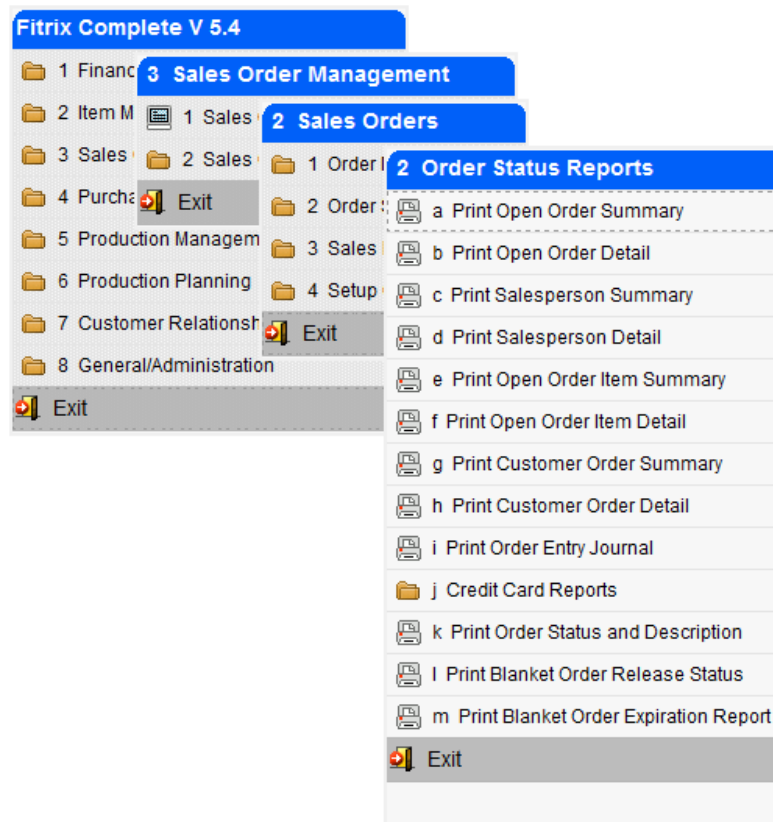 Fitrix Complete V 5.4
1 Financ
2 Item M
3 Sales
4 Purcha
5 Production Managem
6 Production Planning
7 Customer Relationsh
8 General/Administration
Exit
3 Sales Order Management
1 Sales
2 Sales
Exit
2 Sales Orders
1 Order
2 Order
3 Sales
4 Setup
Exit
2 Order Status Reports
a Print Open Order Summary
b Print Open Order Detail
c Print Salesperson Summary
d Print Salesperson Detail
e Print Open Order Item Summary
f Print Open Order Item Detail
g Print Customer Order Summary
h Print Customer Order Detail
i Print Order Entry Journal
j Credit Card Reports
k Print Order Status and Description
l Print Blanket Order Release Status
m Print Blanket Order Expiration Report
Exit